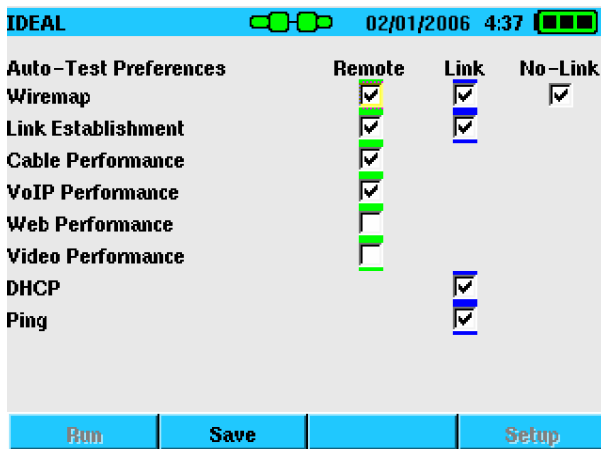 IDEAL 02/01/2006 4:37
Auto-Test Preferences Remote Link No-Link
Wiremap
Link Establishment
Cable Performance
VoIP Performance
Web Performance
Video Performance
DHCP
Ping
Run Save Setup